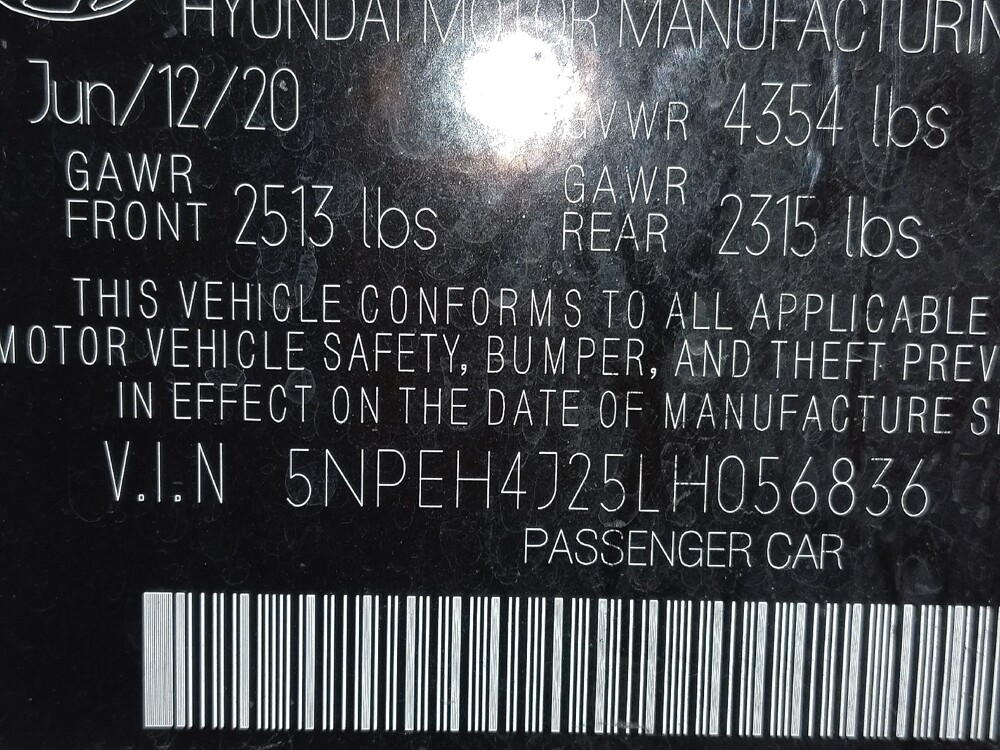 HYUNDAI MOTOR MANUFACTURIN
Jun/12/20 GVWR 4354 lbs
GAWR FRONT 2513 lbs GAWR REAR 2315 lbs
THIS VEHICLE CONFORMS TO ALL APPLICABLE
MOTOR VEHICLE SAFETY, BUMPER, AND THEFT PREV
IN EFFECT ON THE DATE OF MANUFACTURE S
V.I.N 5NPEH4J25LH056836
PASSENGER CAR